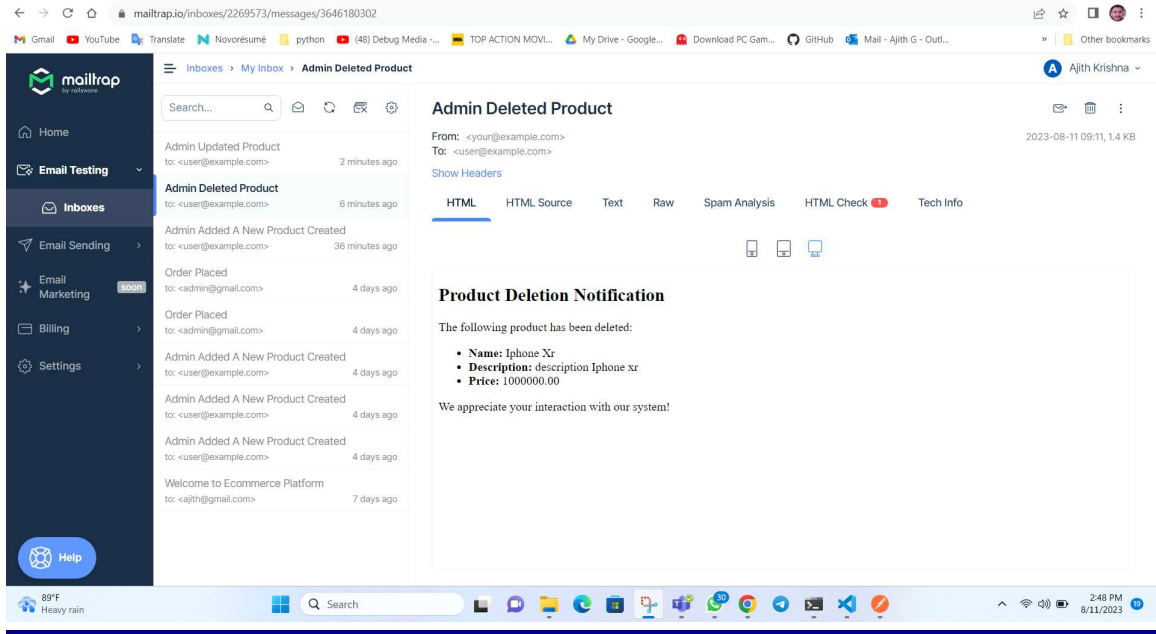 mailtrap.io/inboxes/2269573/messages/3646180302
Gmail YouTube Translate Novorésumé python (48) Debug Media -... TOP ACTION MOVI... My Drive - Google... Download PC Gam... GitHub Mail - Ajith G - Outl... » Other bookmarks
mailtrap
by railsware
Home
Email Testing
Inboxes
Email Sending
Email Marketing
soon
Billing
Settings
Help
Inboxes › My Inbox › Admin Deleted Product
A Ajith Krishna
Search...
Admin Updated Product
to: <user@example.com> 2 minutes ago
Admin Deleted Product
to: <user@example.com> 6 minutes ago
Admin Added A New Product Created
to: <user@example.com> 36 minutes ago
Order Placed
to: <admin@gmail.com> 4 days ago
Order Placed
to: <admin@gmail.com> 4 days ago
Admin Added A New Product Created
to: <user@example.com> 4 days ago
Admin Added A New Product Created
to: <user@example.com> 4 days ago
Admin Added A New Product Created
to: <user@example.com> 4 days ago
Welcome to Ecommerce Platform
to: <ajith@gmail.com> 7 days ago
Admin Deleted Product
From: <your@example.com>
2023-08-11 09:11, 1.4 KB
To: <user@example.com>
Show Headers
HTML HTML Source Text Raw Spam Analysis HTML Check 1 Tech Info
Product Deletion Notification
The following product has been deleted:
• Name: Iphone Xr
• Description: description Iphone xr
• Price: 1000000.00
We appreciate your interaction with our system!
89°F
Heavy rain
Search
30
2:48 PM
8/11/2023
19